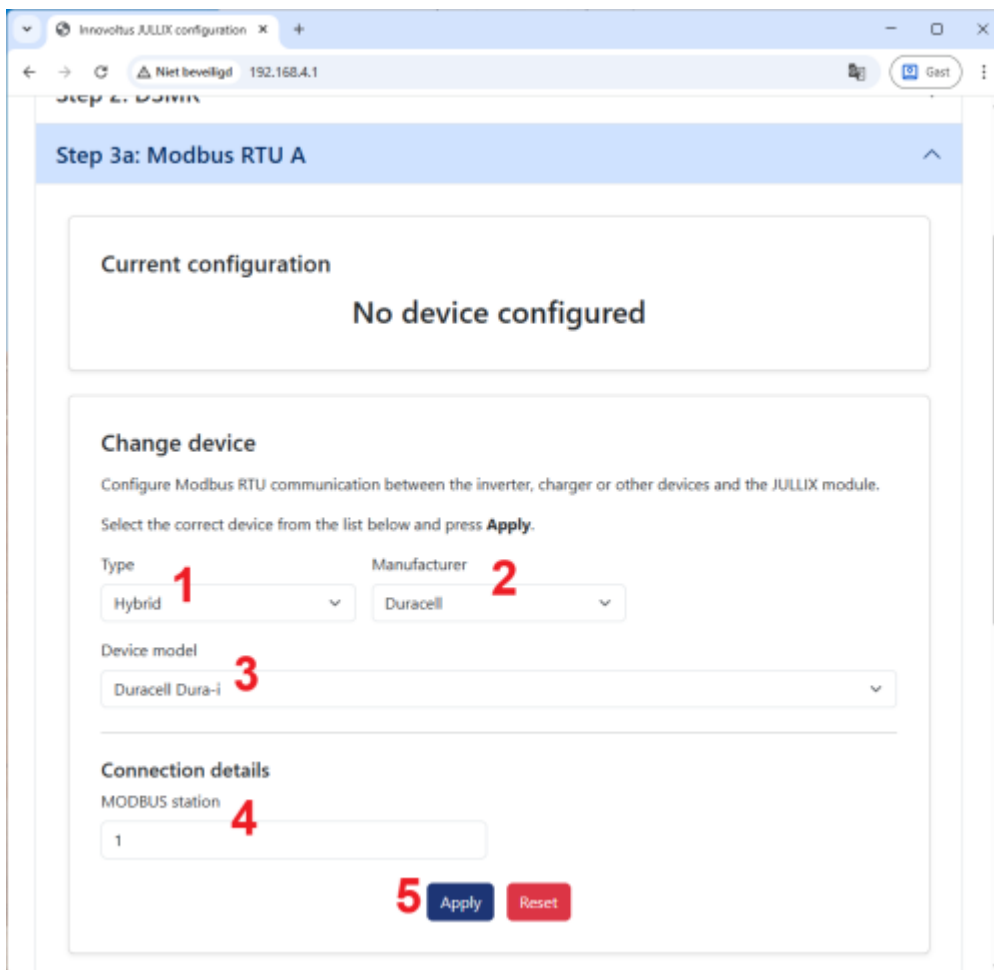 Innovoltus JULLIX configuration
Niet beveiligd 192.168.4.1
Gast
Step 2: DSMR
Step 3a: Modbus RTU A
Current configuration
No device configured
Change device
Configure Modbus RTU communication between the inverter, charger or other devices and the JULLIX module.
Select the correct device from the list below and press Apply.
Type 1 Manufacturer 2
Hybrid Duracell
Device model
Duracell Dura-i 3
Connection details
MODBUS station 4
1
5 Apply Reset